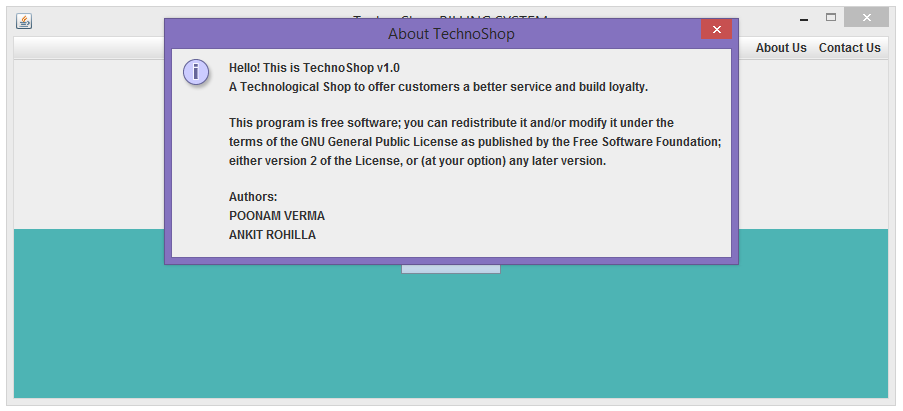 BILLING SYSTEM
About TechnoShop
About Us Contact Us
Hello! This is TechnoShop v1.0
A Technological Shop to offer customers a better service and build loyalty.
This program is free software; you can redistribute it and/or modify it under the
terms of the GNU General Public License as published by the Free Software Foundation;
either version 2 of the License, or (at your option) any later version.
Authors:
POONAM VERMA
ANKIT ROHILLA